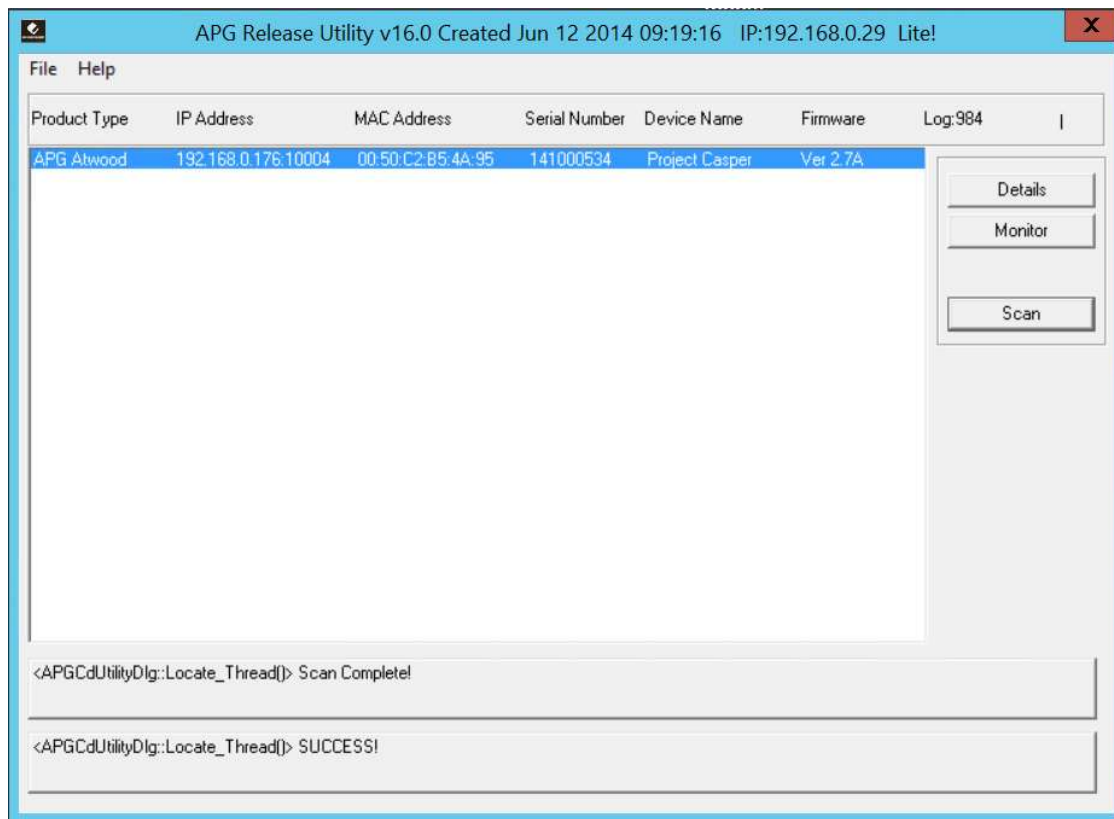 APG Release Utility v16.0 Created Jun 12 2014 09:19:16 IP:192.168.0.29 Lite! X
File Help
Product Type IP Address MAC Address Serial Number Device Name Firmware Log:984 |
APG Atwood 192.168.0.176:10004 00:50:C2:B5:4A:95 141000534 Project Casper Ver 2.7A
Details
Monitor
Scan
<APGCdUtilityDlg::Locate_Thread()> Scan Complete!
<APGCdUtilityDlg::Locate_Thread()> SUCCESS!